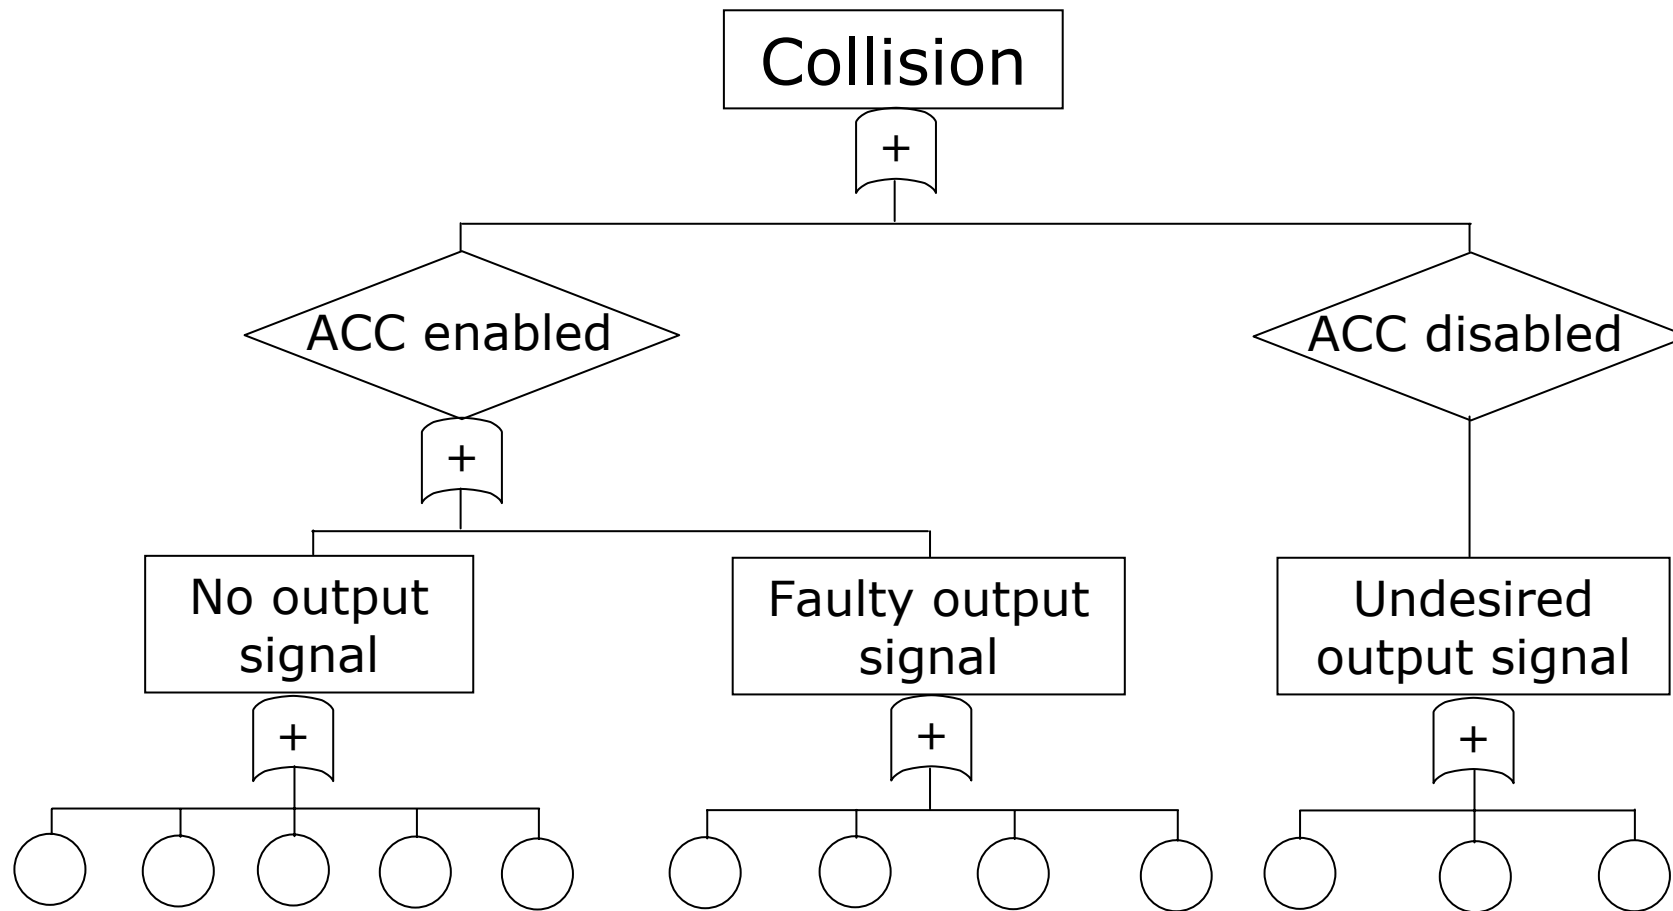 Collision
+
ACC enabled
ACC disabled
+
No output
signal
Faulty output
signal
Undesired
output signal
+
+
+